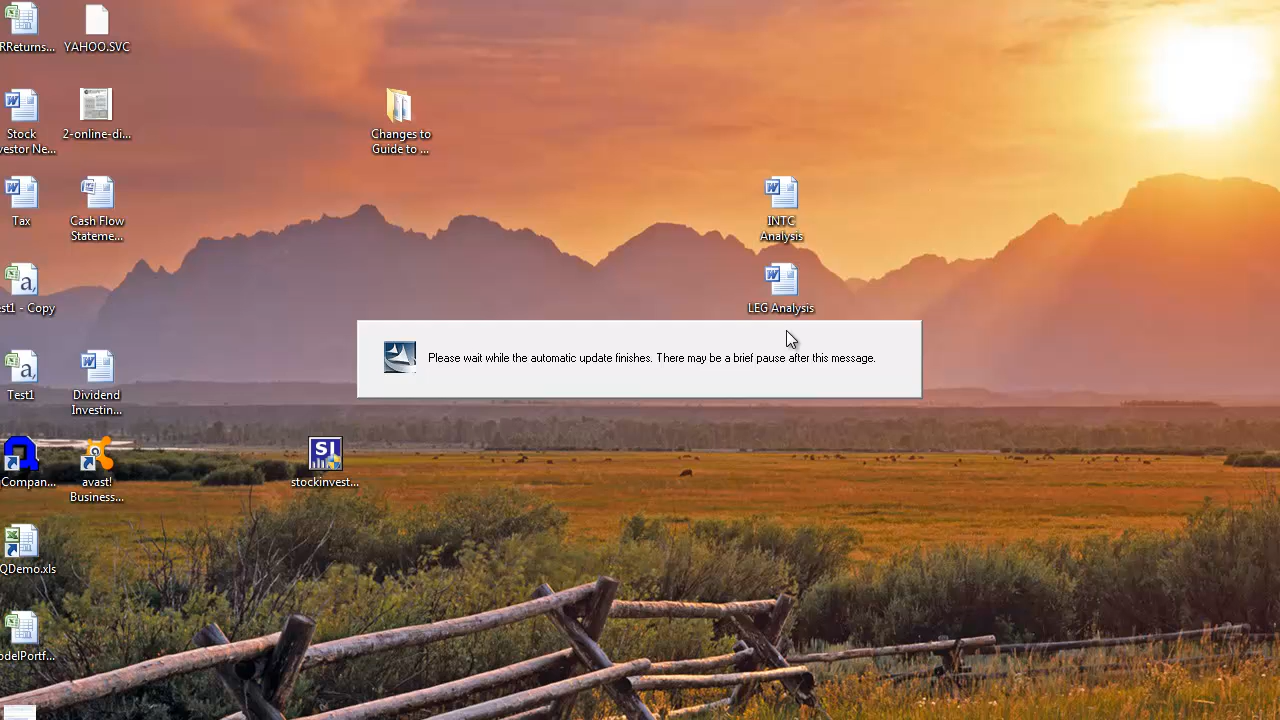 RReturns...
YAHOO.SVC
Stock
vestor Ne...
2-online-di...
Changes to
Guide to ...
Tax
Cash Flow
Stateme...
INTC
Analysis
est1 - Copy
LEG Analysis
Please wait while the automatic update finishes. There may be a brief pause after this message.
Test1
Dividend
Investin...
Compan...
avast!
Business...
SI
stockinvest...
QDemo.xls
odelPortf...